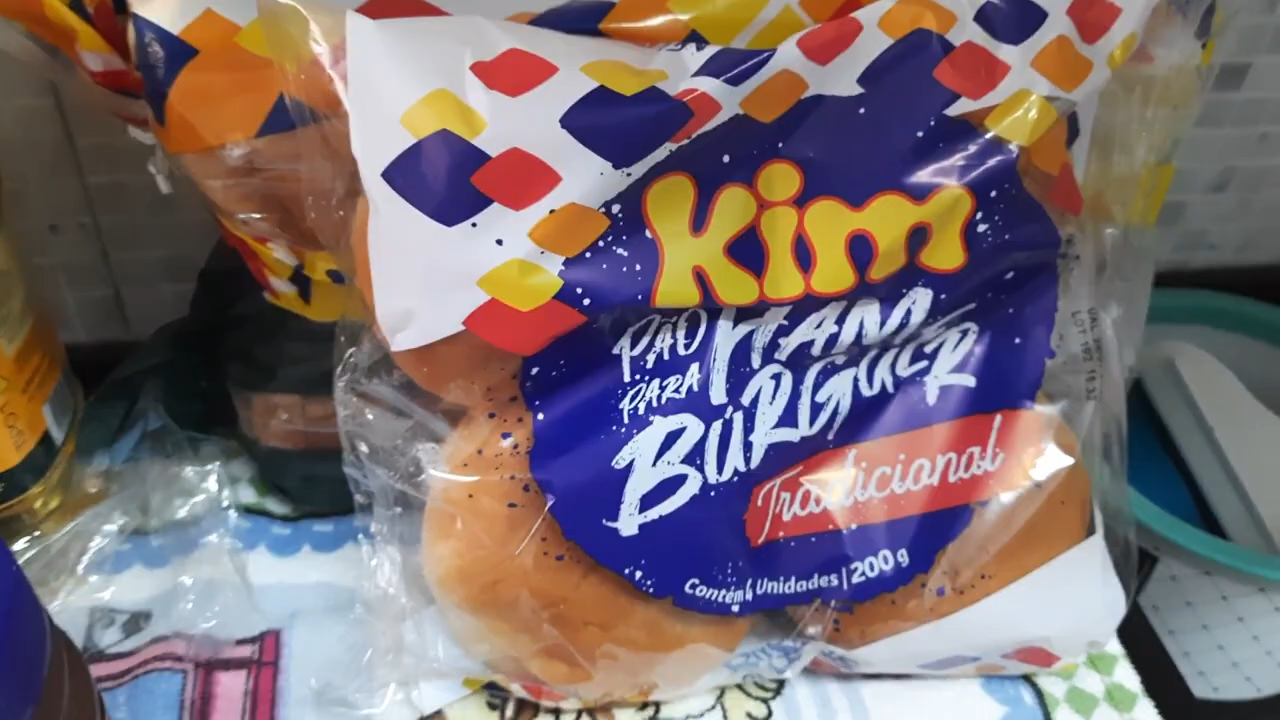 Kim
PÃO PARA
HAM
BÚRGUER
Tradicional
Contém 4 Unidades | 200 g